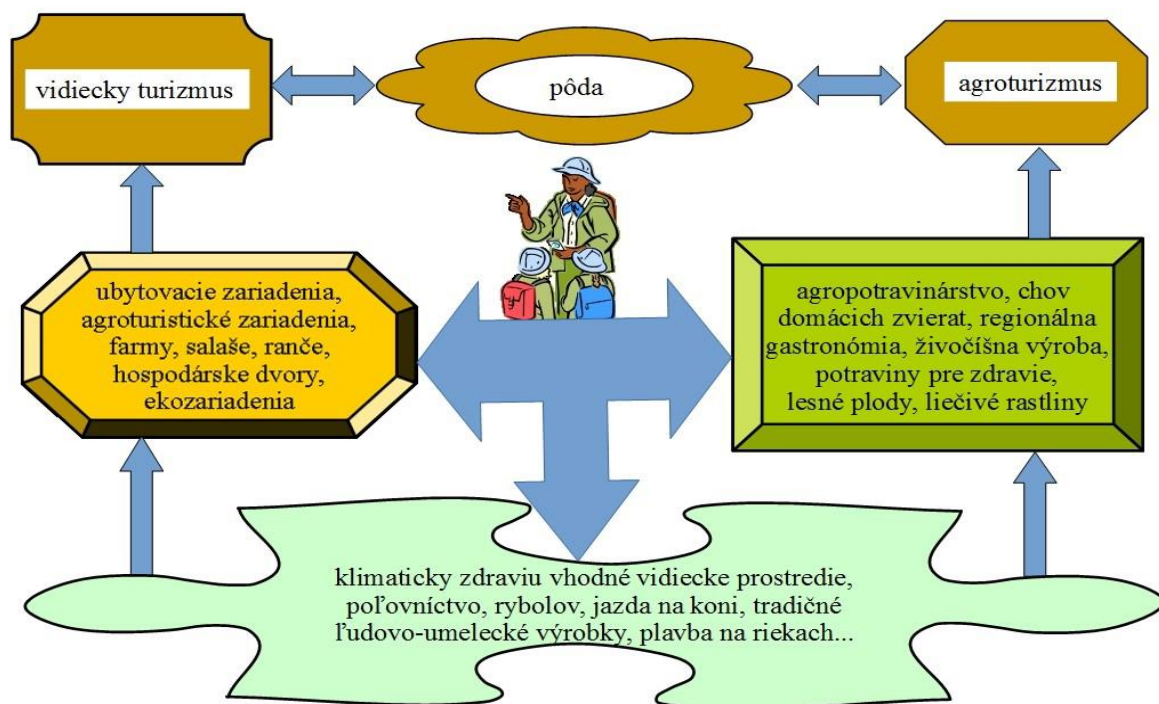 vidiecky turizmus
pôda
agroturizmus
ubytovacie zariadenia,
agroturistické zariadenia,
farmy, salaše, ranče,
hospodárske dvory,
ekozariadenia
agropotravinárstvo, chov
domácich zvierat, regionálna
gastronómia, živočíšna výroba,
potraviny pre zdravie,
lesné plody, liečivé rastliny
klimaticky zdraviu vhodné vidiecke prostredie,
poľovníctvo, rybolov, jazda na koni, tradičné
ľudovo-umelecké výrobky, plavba na riekach...